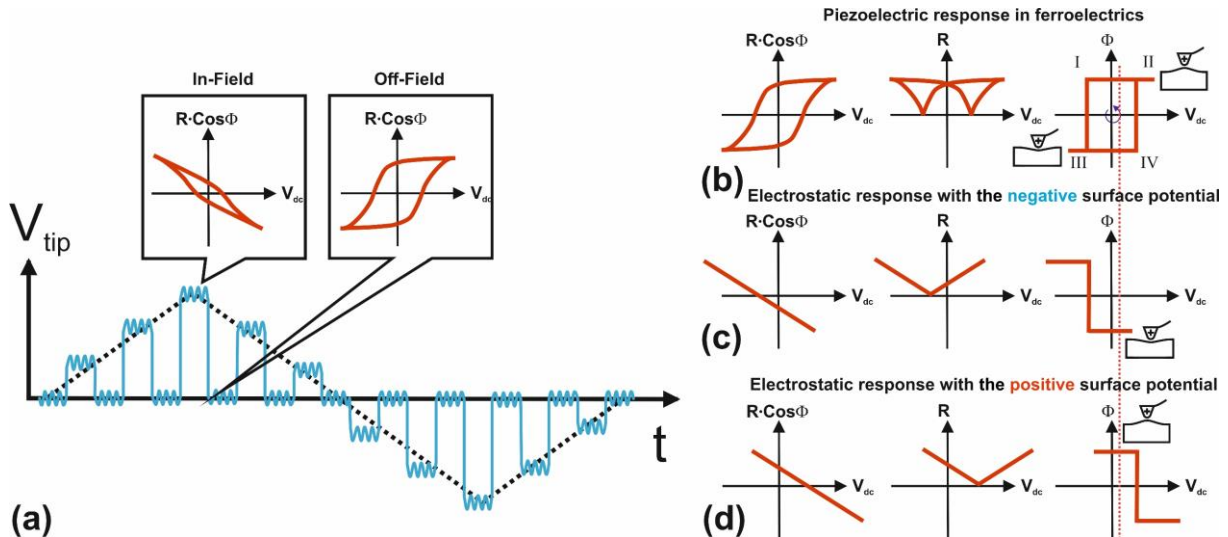 In-Field
R·CosΦ
V_dc
Off-Field
R·CosΦ
V_dc
V_tip
t
(a)
Piezoelectric response in ferroelectrics
R·CosΦ
V_dc
R
V_dc
Φ
I
II
III
IV
V_dc
(b)
Electrostatic response with the negative surface potential
R·CosΦ
V_dc
R
V_dc
Φ
V_dc
(c)
Electrostatic response with the positive surface potential
R·CosΦ
V_dc
R
V_dc
Φ
V_dc
(d)